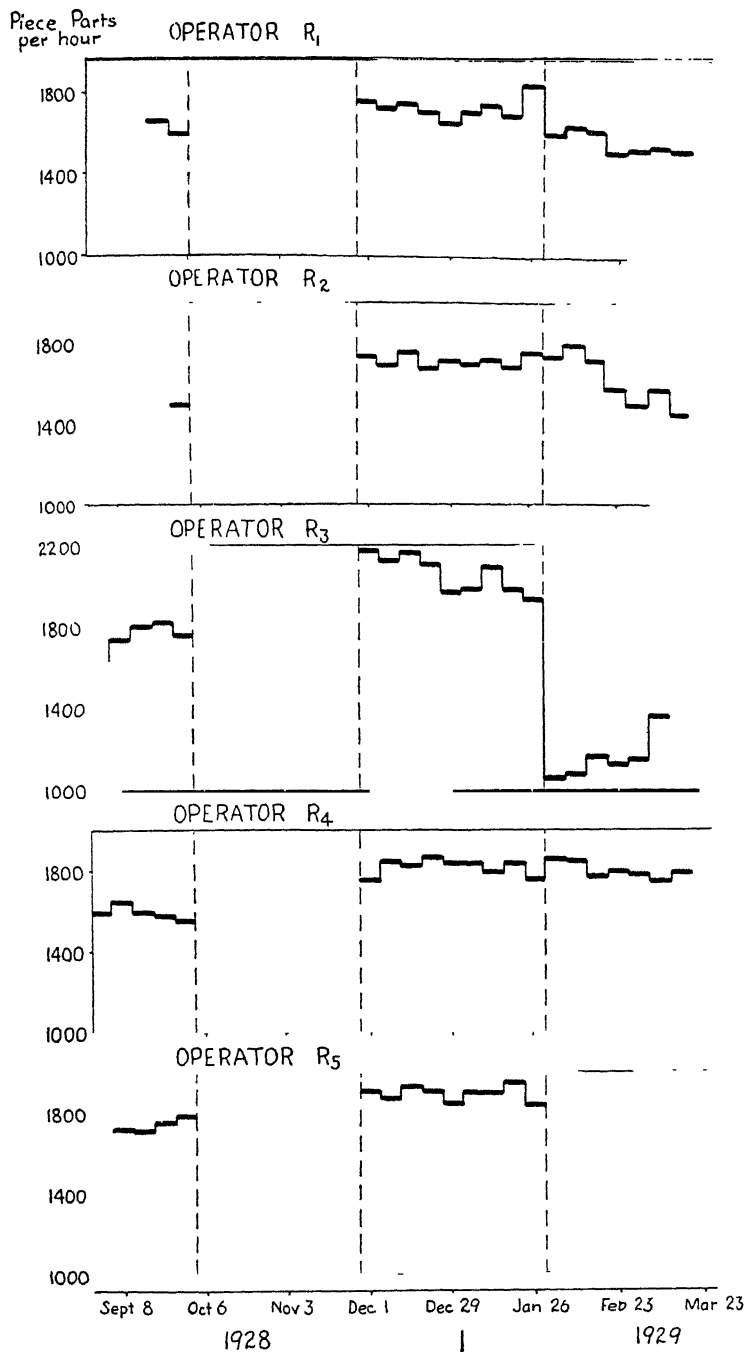 Piece Parts
per hour
OPERATOR R1
1800
1400
1000
OPERATOR R2
1800
1400
1000
OPERATOR R3
2200
1800
1400
1000
OPERATOR R4
1800
1400
1000
OPERATOR R5
1800
1400
1000
Sept 8 Oct 6 Nov 3 Dec 1 Dec 29 Jan 26 Feb 23 Mar 23
1928 1929